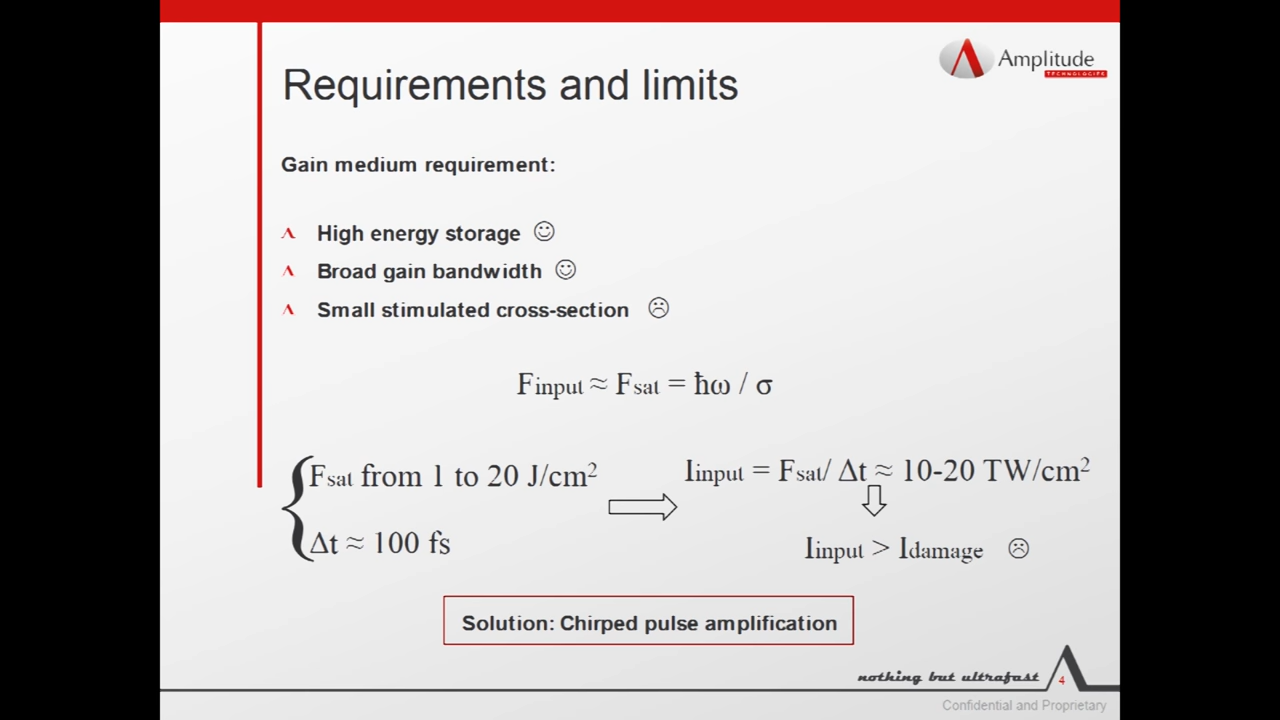 Requirements and limits
Amplitude
TECHNOLOGIES
Gain medium requirement:
High energy storage ☺
Broad gain bandwidth ☺
Small stimulated cross-section ☹
Finput ≈ Fsat = ħω / σ
Fsat from 1 to 20 J/cm²
Δt ≈ 100 fs
Iinput = Fsat/ Δt ≈ 10-20 TW/cm²
Iinput > Idamage ☹
Solution: Chirped pulse amplification
nothing but ultrafast
4
Confidential and Proprietary